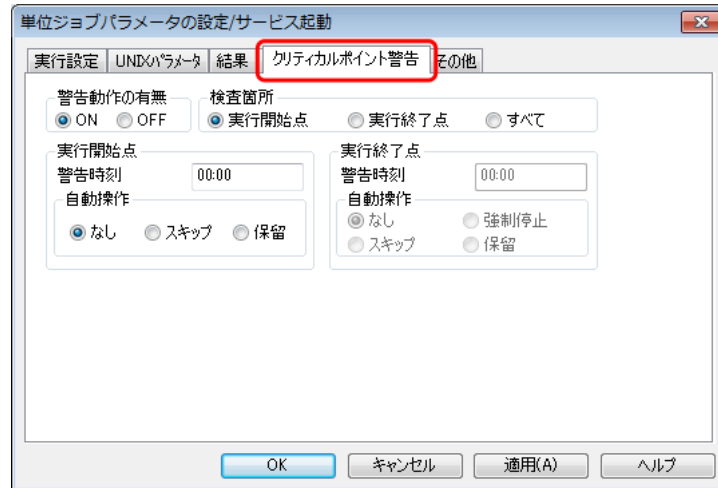 単位ジョブパラメータの設定/サービス起動
実行設定 UNIXパラメータ 結果 クリティカルポイント警告 その他
警告動作の有無 検査箇所
ON OFF 実行開始点 実行終了点 すべて
実行開始点 実行終了点
警告時刻 00:00 警告時刻 00:00
自動操作 自動操作
なし スキップ 保留 なし 強制停止
スキップ 保留
OK キャンセル 適用(A) ヘルプ